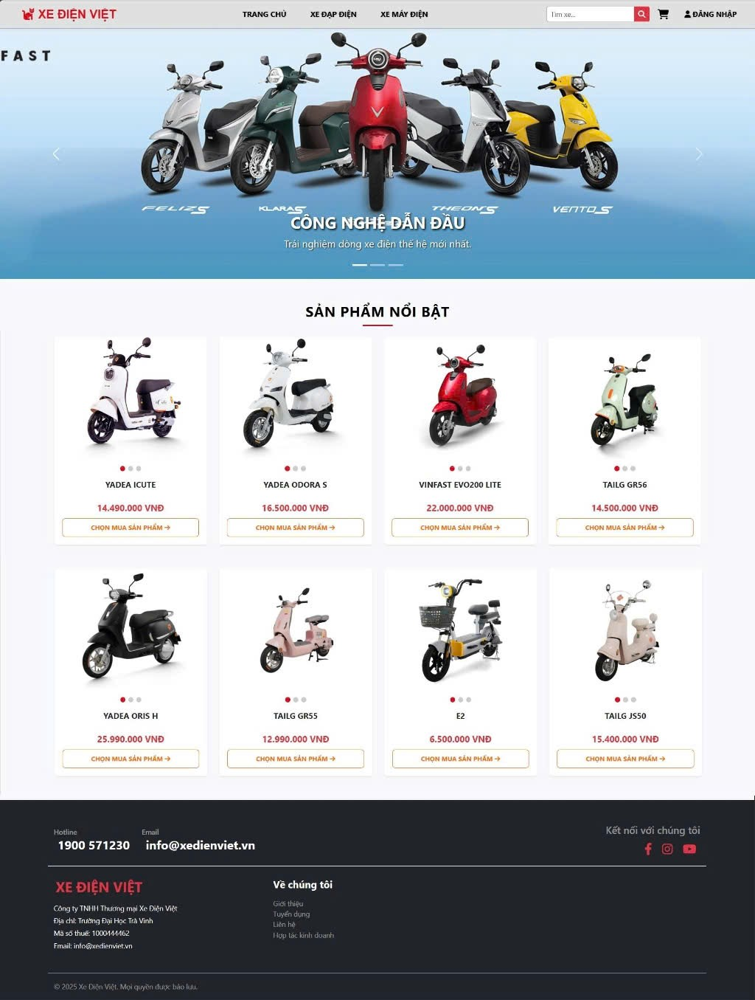 XE ĐIỆN VIỆT
TRANG CHỦ
XE ĐẠP ĐIỆN
XE MÁY ĐIỆN
Tìm xe...
ĐĂNG NHẬP
FAST
FELIZ S
KLARA S
THEON S
VENTO S
CÔNG NGHỆ DẪN ĐẦU
Trải nghiệm dòng xe điện thế hệ mới nhất.
SẢN PHẨM NỔI BẬT
YADEA ICUTE
14.490.000 VNĐ
CHỌN MUA SẢN PHẨM →
YADEA ODORA S
16.500.000 VNĐ
CHỌN MUA SẢN PHẨM →
VINFAST EVO200 LITE
22.000.000 VNĐ
CHỌN MUA SẢN PHẨM →
TAILG GR56
14.500.000 VNĐ
CHỌN MUA SẢN PHẨM →
YADEA ORIS H
25.990.000 VNĐ
CHỌN MUA SẢN PHẨM →
TAILG GR55
12.990.000 VNĐ
CHỌN MUA SẢN PHẨM →
E2
6.500.000 VNĐ
CHỌN MUA SẢN PHẨM →
TAILG JS50
15.400.000 VNĐ
CHỌN MUA SẢN PHẨM →
Hotline
1900 571230
Email
info@xedienviet.vn
Kết nối với chúng tôi
XE ĐIỆN VIỆT
Công ty TNHH Thương mại Xe Điện Việt
Địa chỉ: Trường Đại Học Trà Vinh
Mã số thuế: 1000444462
Email: info@xedienviet.vn
Về chúng tôi
Giới thiệu
Tuyển dụng
Liên hệ
Hợp tác kinh doanh
© 2025 Xe Điện Việt. Mọi quyền được bảo lưu.